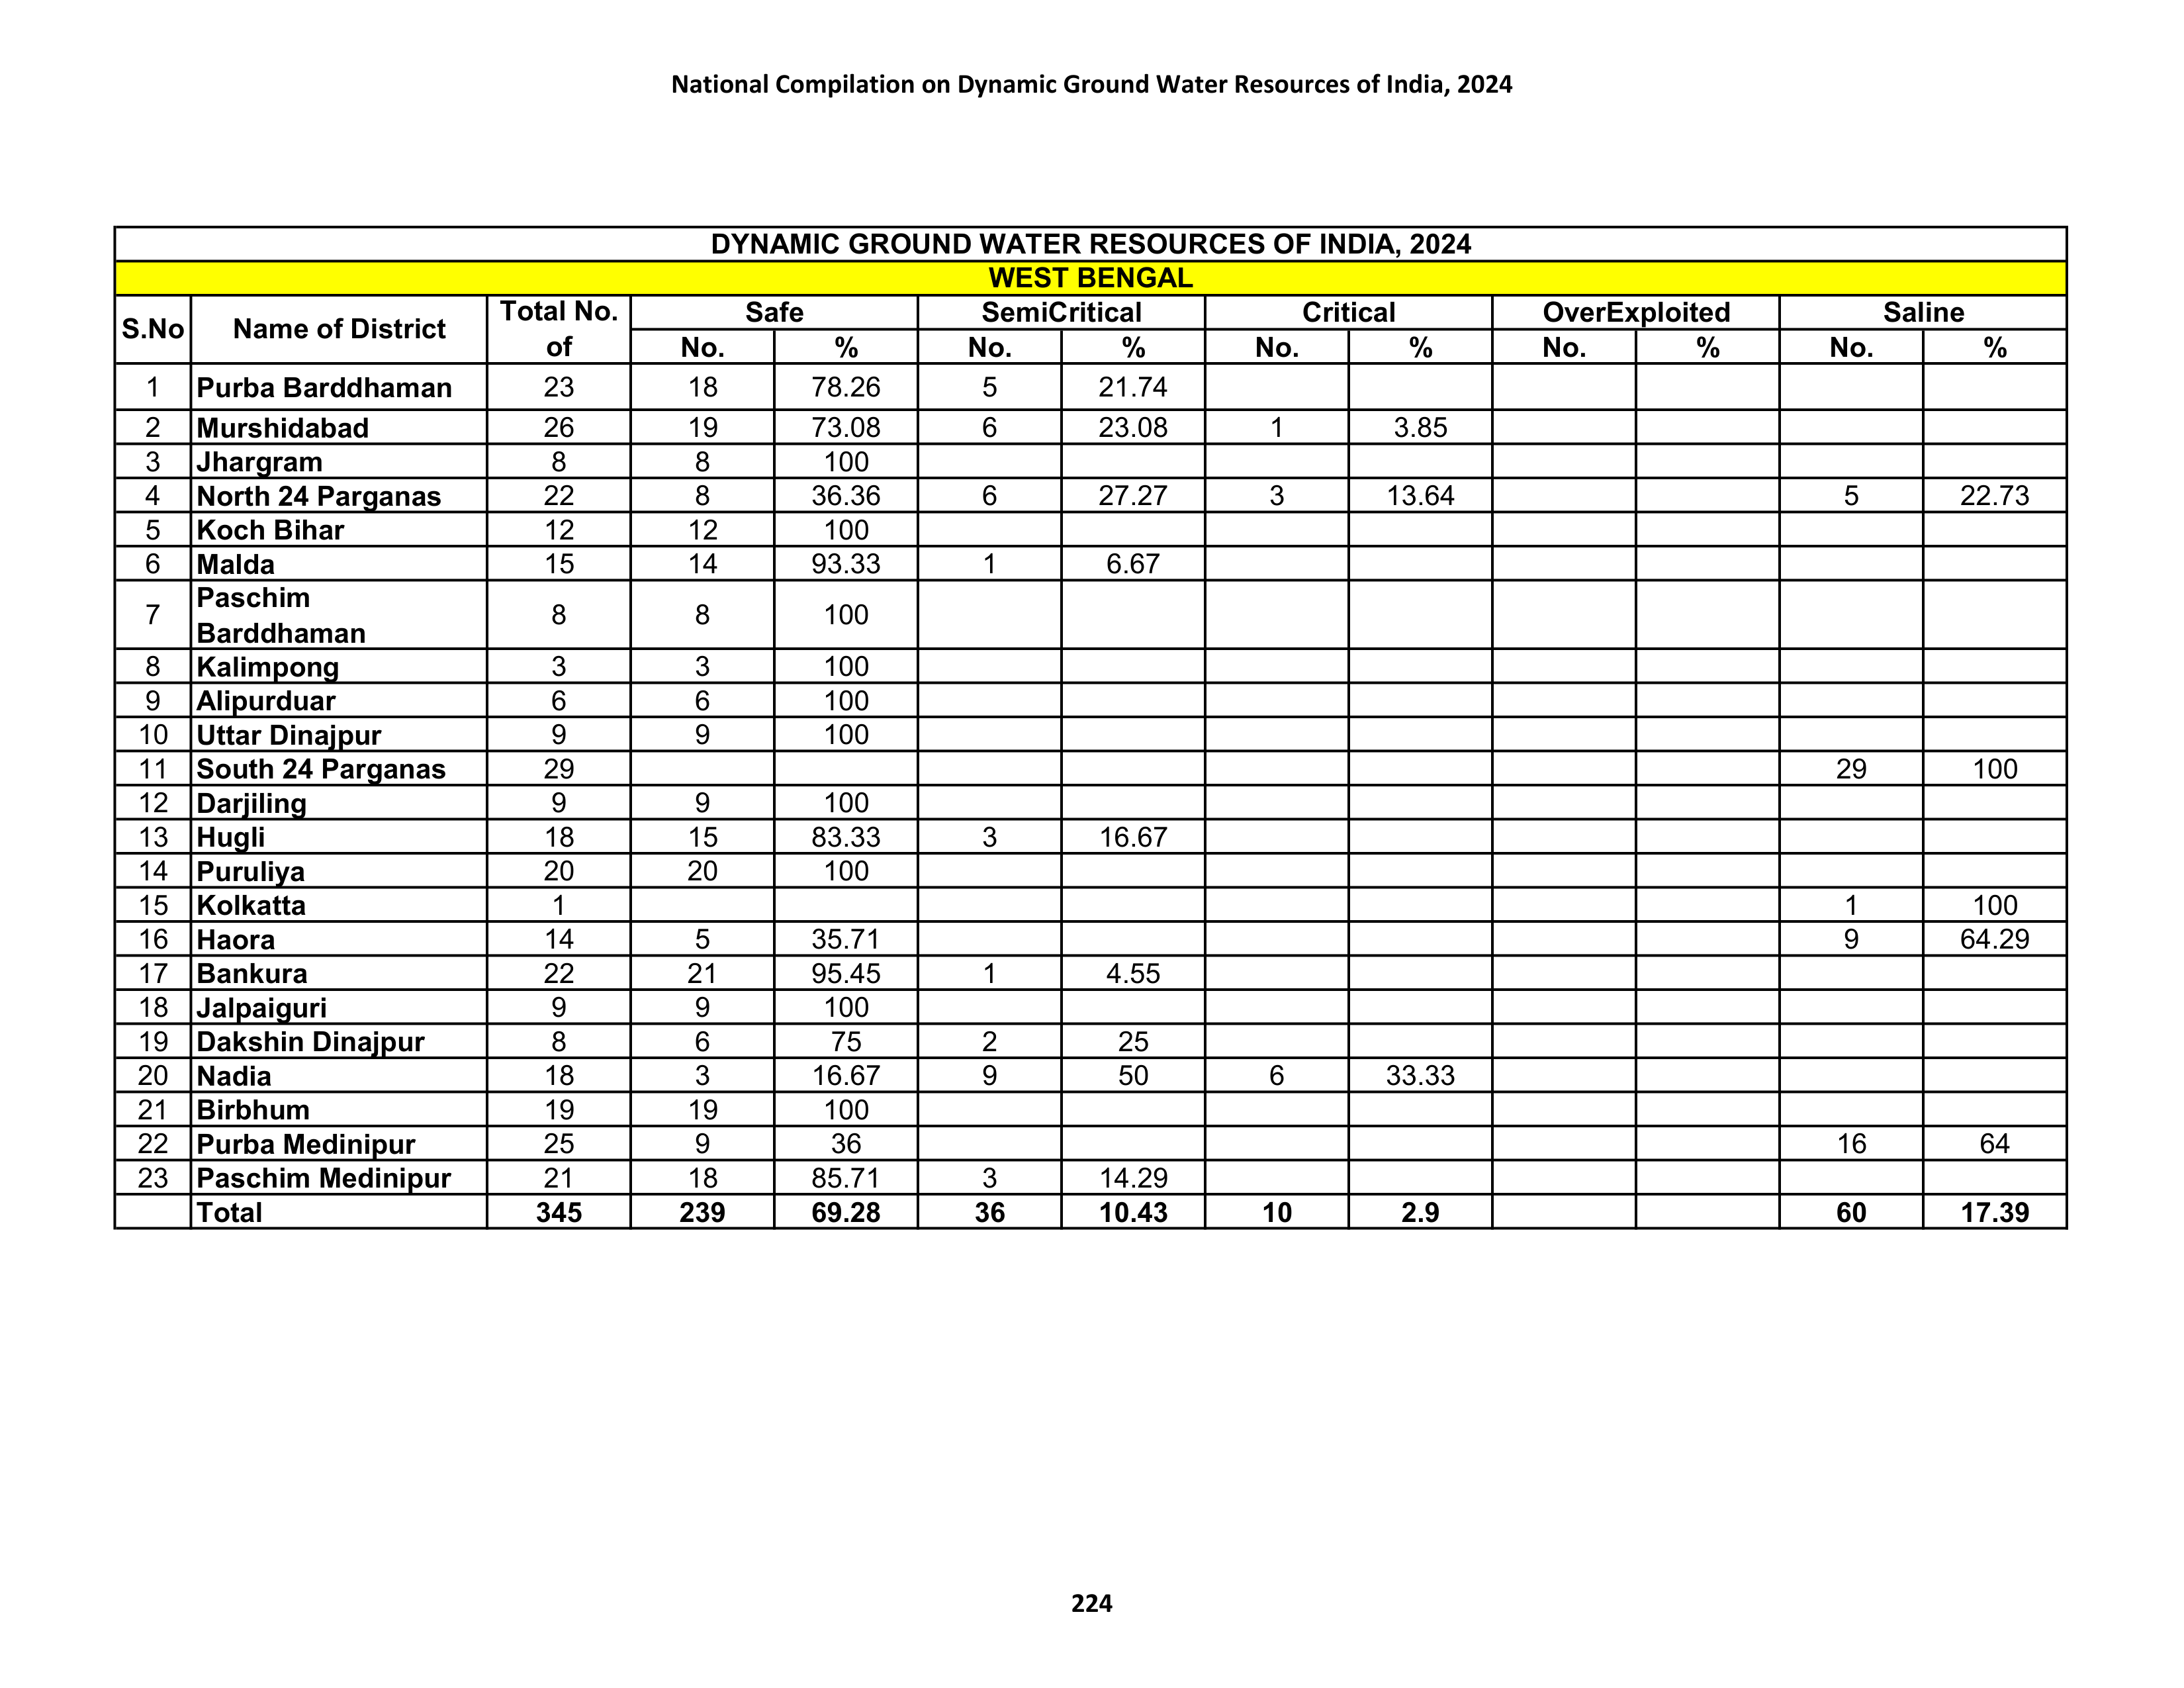 National Compilation on Dynamic Ground Water Resources of India, 2024
DYNAMIC GROUND WATER RESOURCES OF INDIA, 2024
WEST BENGAL
S.No Name of District Total No. of Safe SemiCritical Critical OverExploited Saline
No. % No. % No. % No. % No. %
1 Purba Barddhaman 23 18 78.26 5 21.74
2 Murshidabad 26 19 73.08 6 23.08 1 3.85
3 Jhargram 8 8 100
4 North 24 Parganas 22 8 36.36 6 27.27 3 13.64 5 22.73
5 Koch Bihar 12 12 100
6 Malda 15 14 93.33 1 6.67
7 Paschim Barddhaman 8 8 100
8 Kalimpong 3 3 100
9 Alipurduar 6 6 100
10 Uttar Dinajpur 9 9 100
11 South 24 Parganas 29 29 100
12 Darjiling 9 9 100
13 Hugli 18 15 83.33 3 16.67
14 Puruliya 20 20 100
15 Kolkatta 1 1 100
16 Haora 14 5 35.71 9 64.29
17 Bankura 22 21 95.45 1 4.55
18 Jalpaiguri 9 9 100
19 Dakshin Dinajpur 8 6 75 2 25
20 Nadia 18 3 16.67 9 50 6 33.33
21 Birbhum 19 19 100
22 Purba Medinipur 25 9 36 16 64
23 Paschim Medinipur 21 18 85.71 3 14.29
Total 345 239 69.28 36 10.43 10 2.9 60 17.39
224